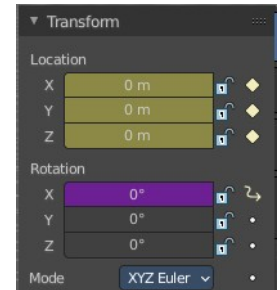 Transform
Location
X 0 m
Y 0 m
Z 0 m
Rotation
X 0°
Y 0°
Z 0°
Mode XYZ Euler